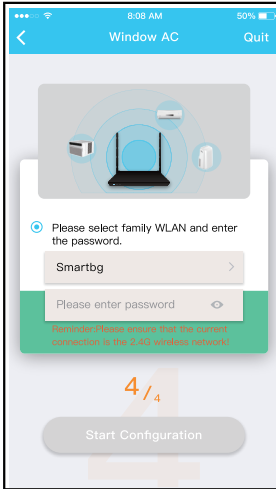 8:08 AM 50%
Window AC Quit
Please select family WLAN and enter
the password.
Smartbg
Please enter password
Reminder:Please ensure that the current
connection is the 2.4G wireless network!
4/4
4
Start Configuration